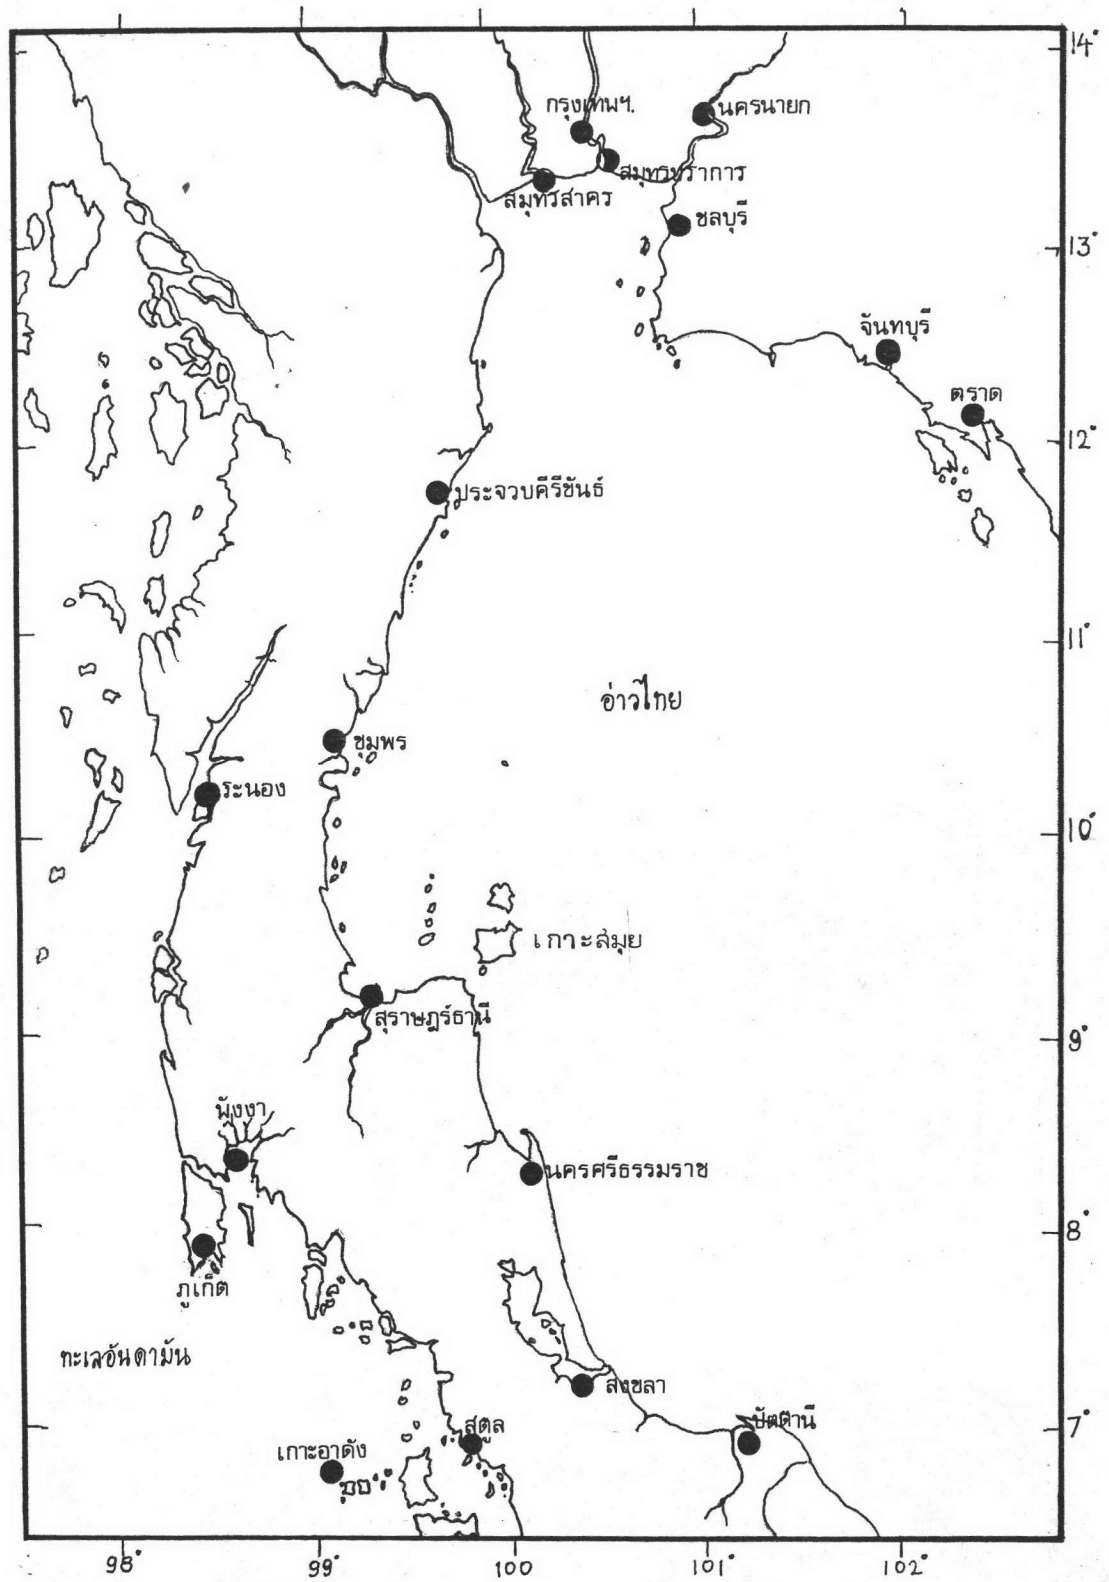 14°
กรุงเทพฯ.
นครนายก
สมุทรปราการ
สมุทรสาคร
ชลบุรี
13°
จันทบุรี
ตราด
12°
ประจวบคีรีขันธ์
11°
อ่าวไทย
ชุมพร
ระนอง
10°
เกาะสมุย
สุราษฎร์ธานี
9°
พังงา
นครศรีธรรมราช
8°
ภูเก็ต
ทะเลอันดามัน
สงขลา
7°
ปัตตานี
สตูล
เกาะอาดัง
98° 99° 100 101° 102°